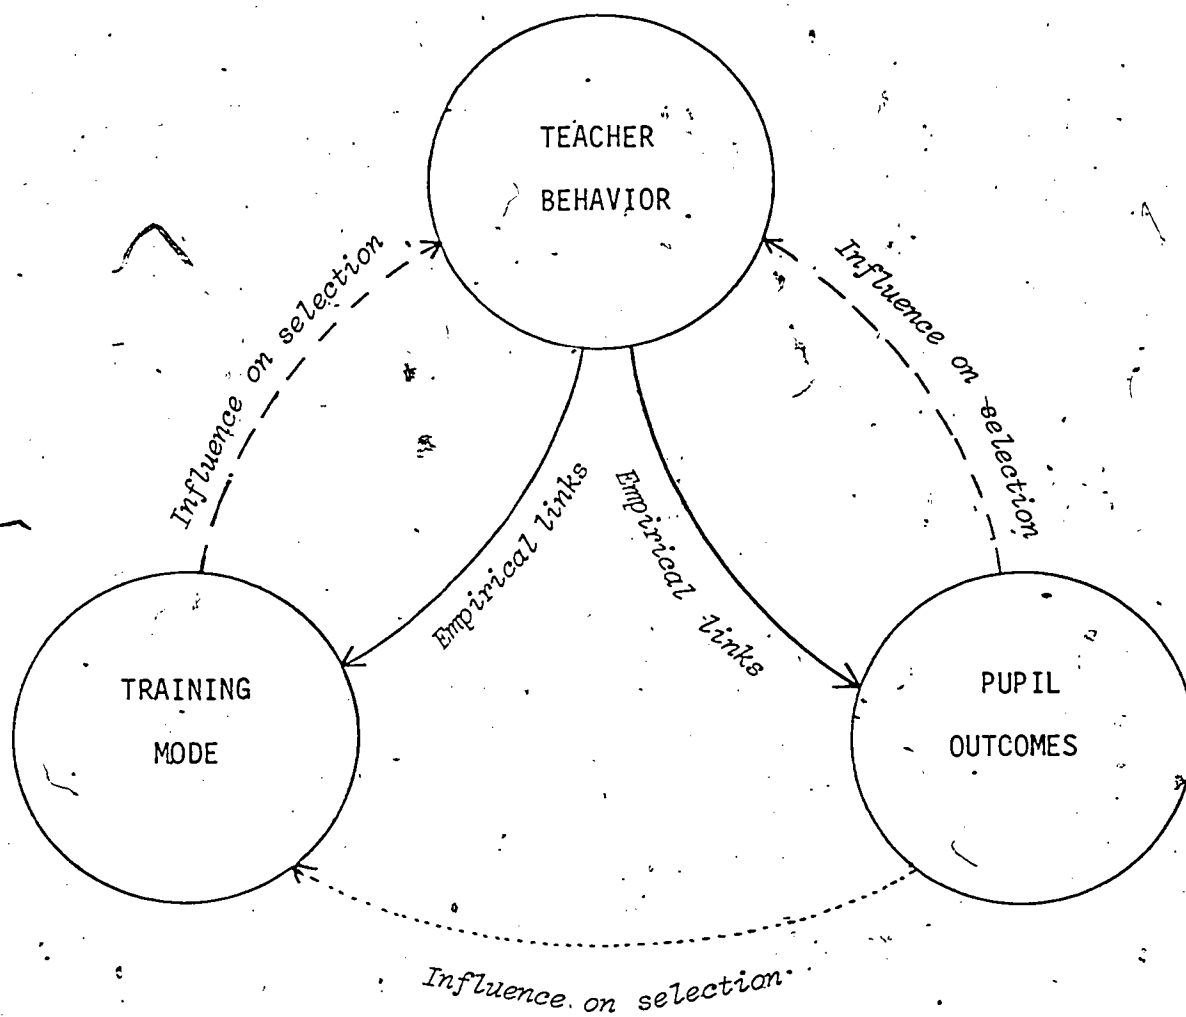 TEACHER
BEHAVIOR
Influence on selection
Influence on selection
Empirical links
Empirical links
TRAINING
MODE
PUPIL
OUTCOMES
Influence on selection